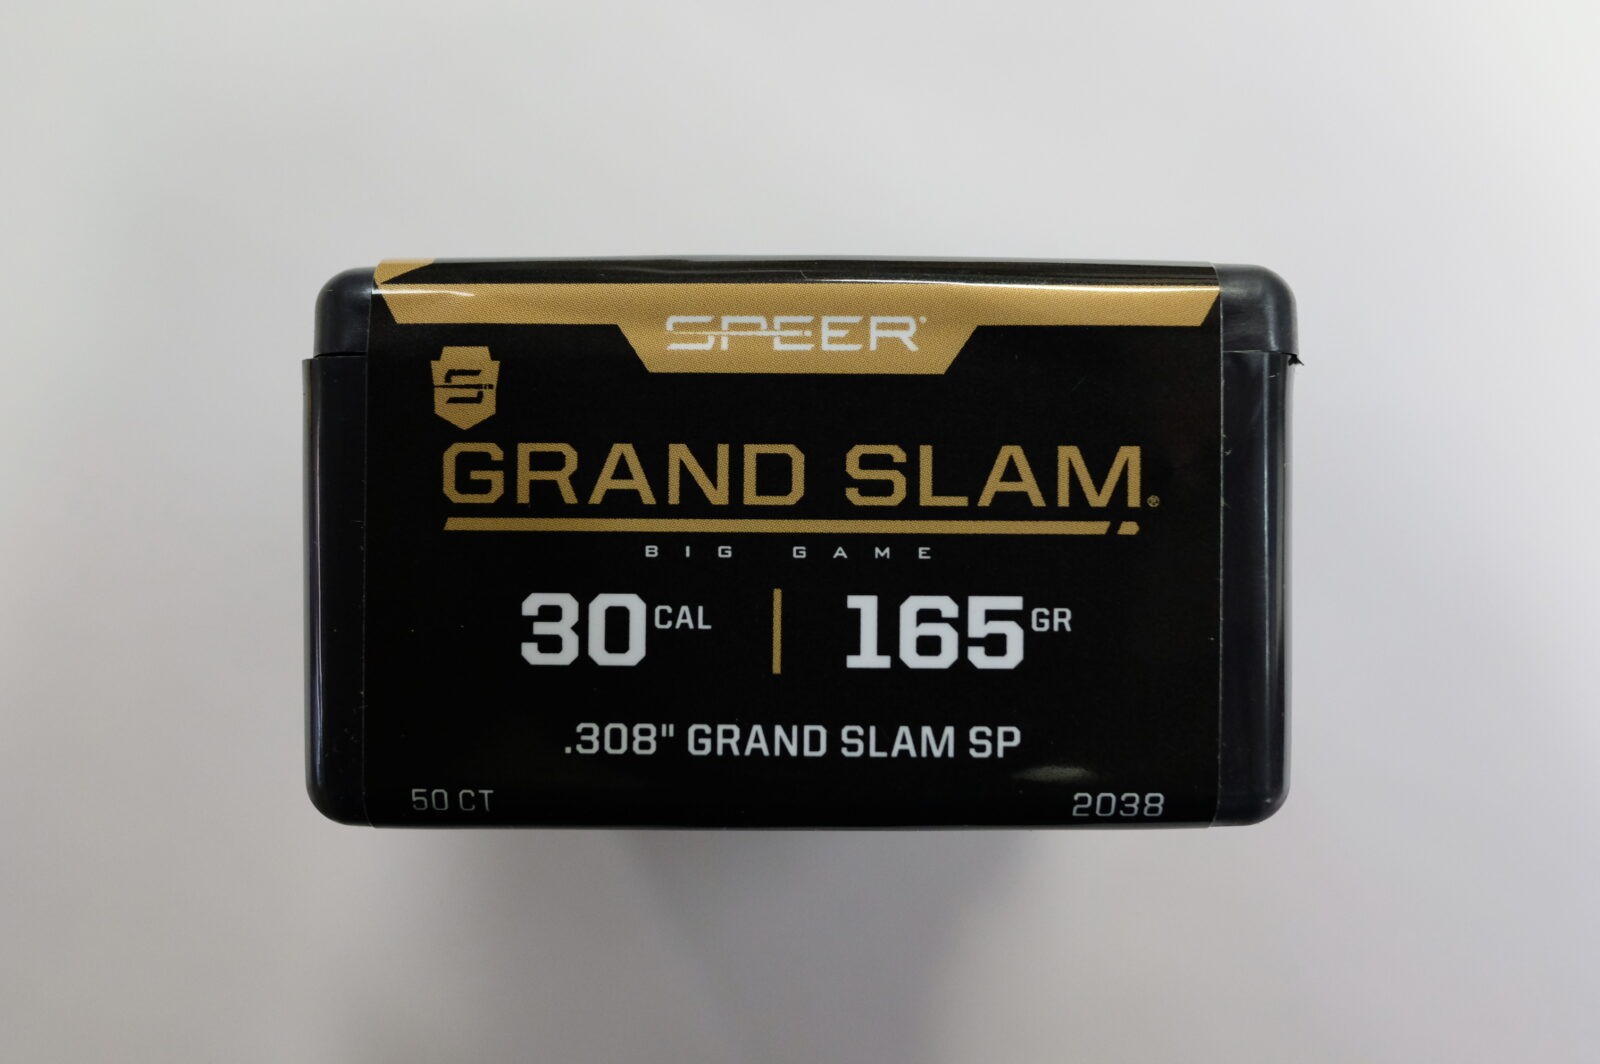 SPEER
GRAND SLAM®
BIG GAME
30 CAL | 165 GR
.308" GRAND SLAM SP
50 CT 2038